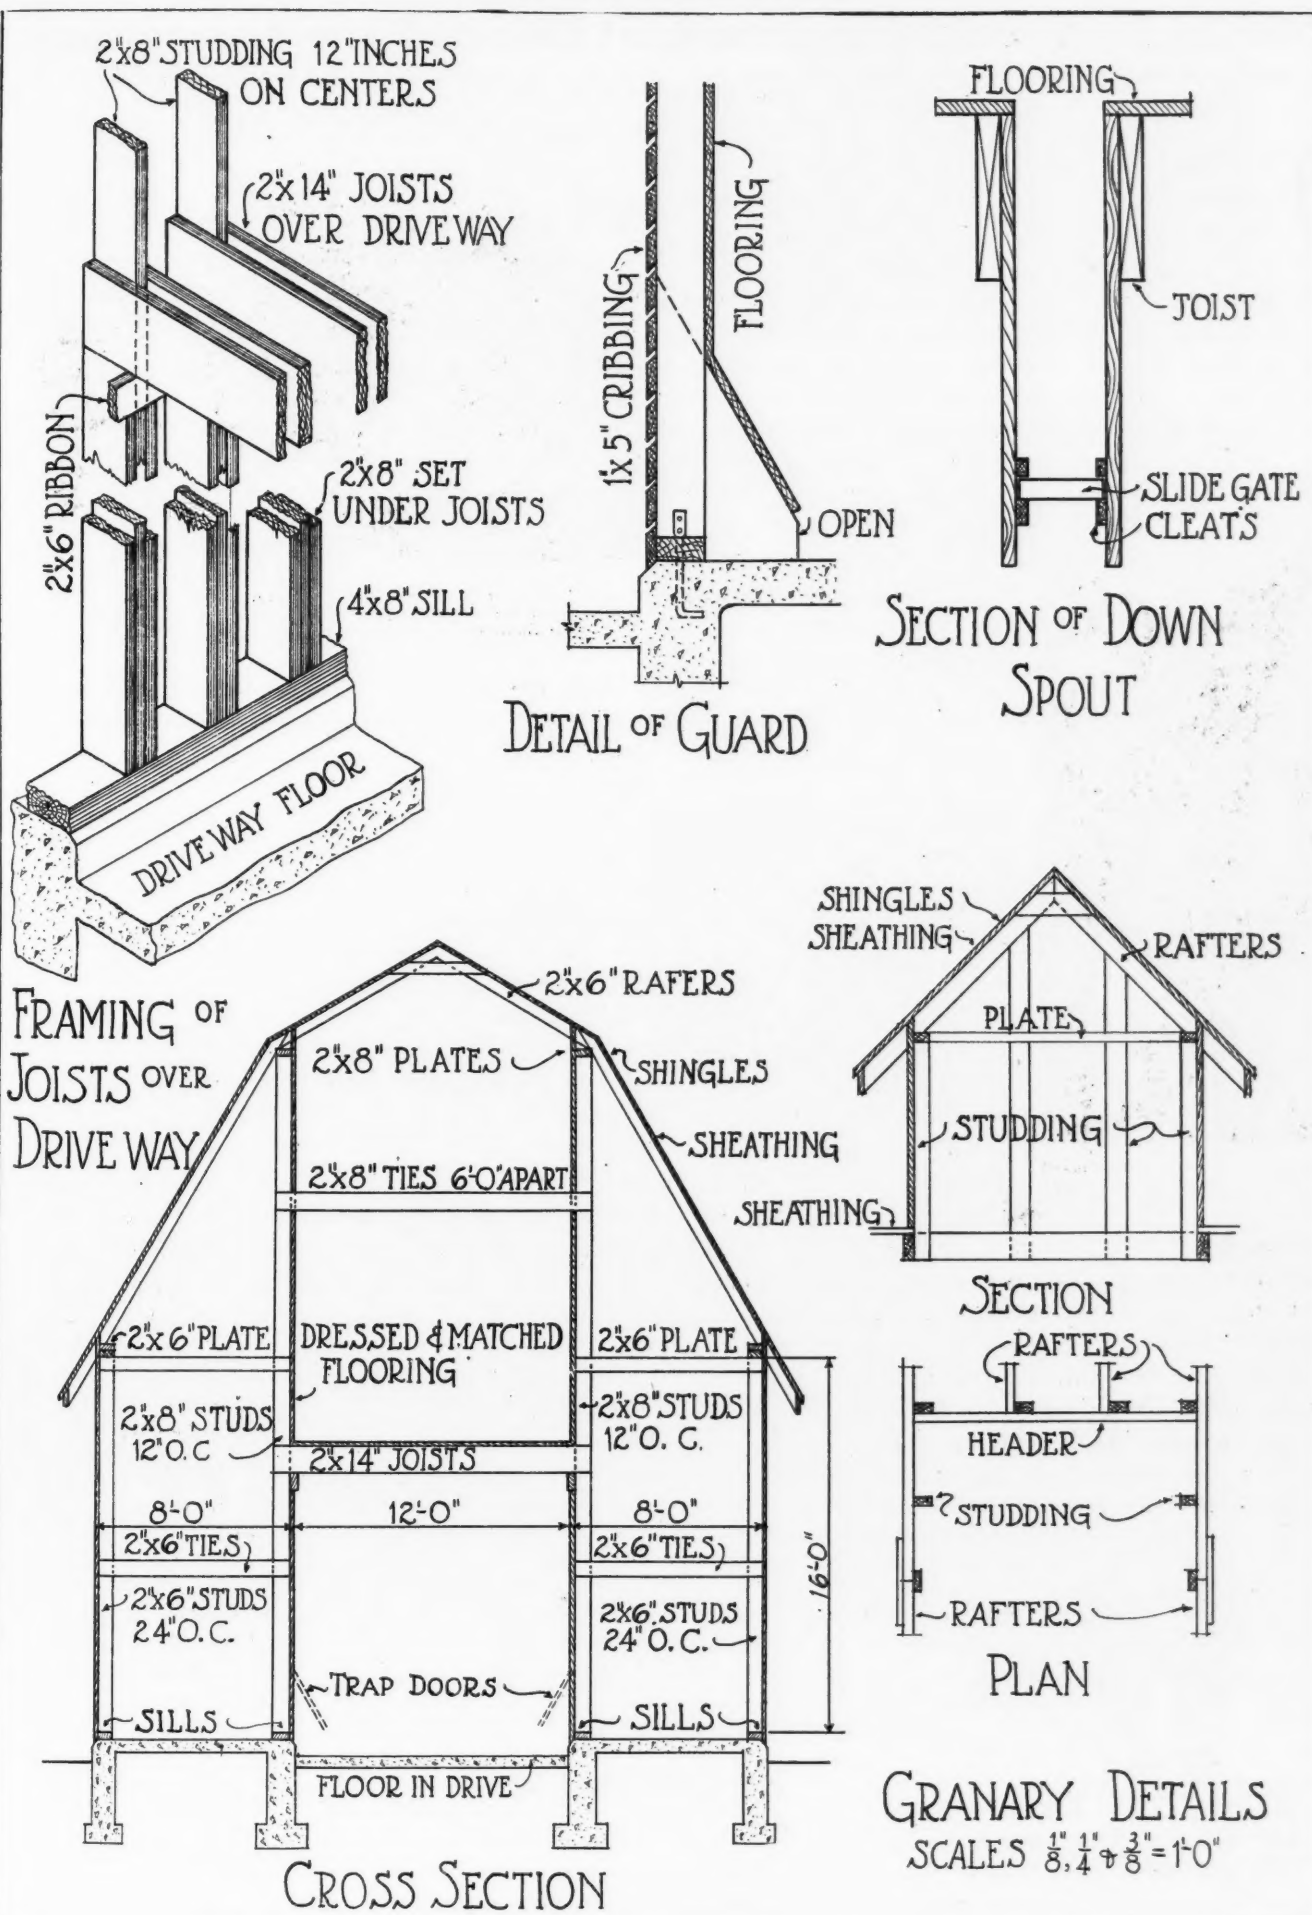 2"x8" STUDDING 12" INCHES
ON CENTERS
2"x14" JOISTS
OVER DRIVEWAY
2"x6" RIBBON
2"x8" SET
UNDER JOISTS
4"x8" SILL
DRIVEWAY FLOOR
FRAMING OF
JOISTS OVER
DRIVEWAY
1"x5" CRIBBING
FLOORING
OPEN
DETAIL OF GUARD
FLOORING
JOIST
SLIDE GATE
CLEATS
SECTION OF DOWN
SPOUT
2"x6" RAFERS
2"x8" PLATES
SHINGLES
SHEATHING
2"x8" TIES 6'-0" APART
2"x6" PLATE
DRESSED & MATCHED
FLOORING
2"x6" PLATE
2"x8" STUDS
12" O.C
2"x8" STUDS
12" O.C.
2"x14" JOISTS
8'-0"
12'-0"
8'-0"
2"x6" TIES
2"x6" TIES
16'-0"
2"x6" STUDS
24" O.C.
2"x6" STUDS
24" O.C.
TRAP DOORS
SILLS
SILLS
FLOOR IN DRIVE
CROSS SECTION
SHINGLES
SHEATHING
RAFTERS
PLATE
STUDDING
SHEATHING
SECTION
RAFTERS
HEADER
STUDDING
RAFTERS
PLAN
GRANARY DETAILS
SCALES 1/8", 1/4" & 3/8" = 1'-0"